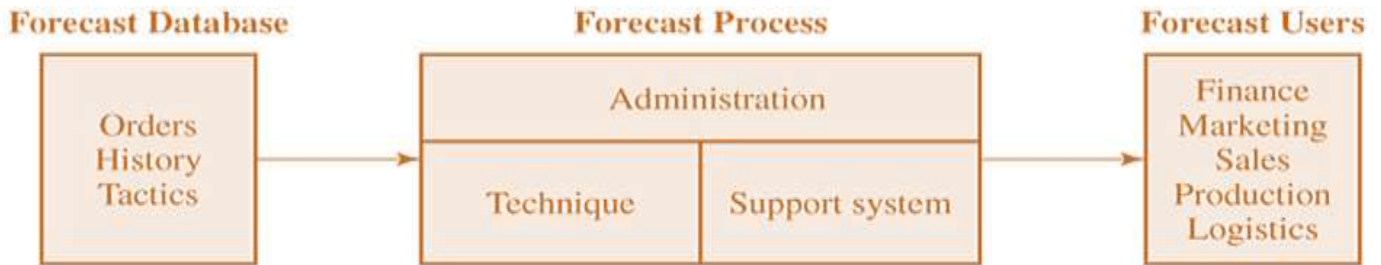 Forecast Database
Forecast Process
Forecast Users
Orders
History
Tactics
Administration
Technique
Support system
Finance
Marketing
Sales
Production
Logistics